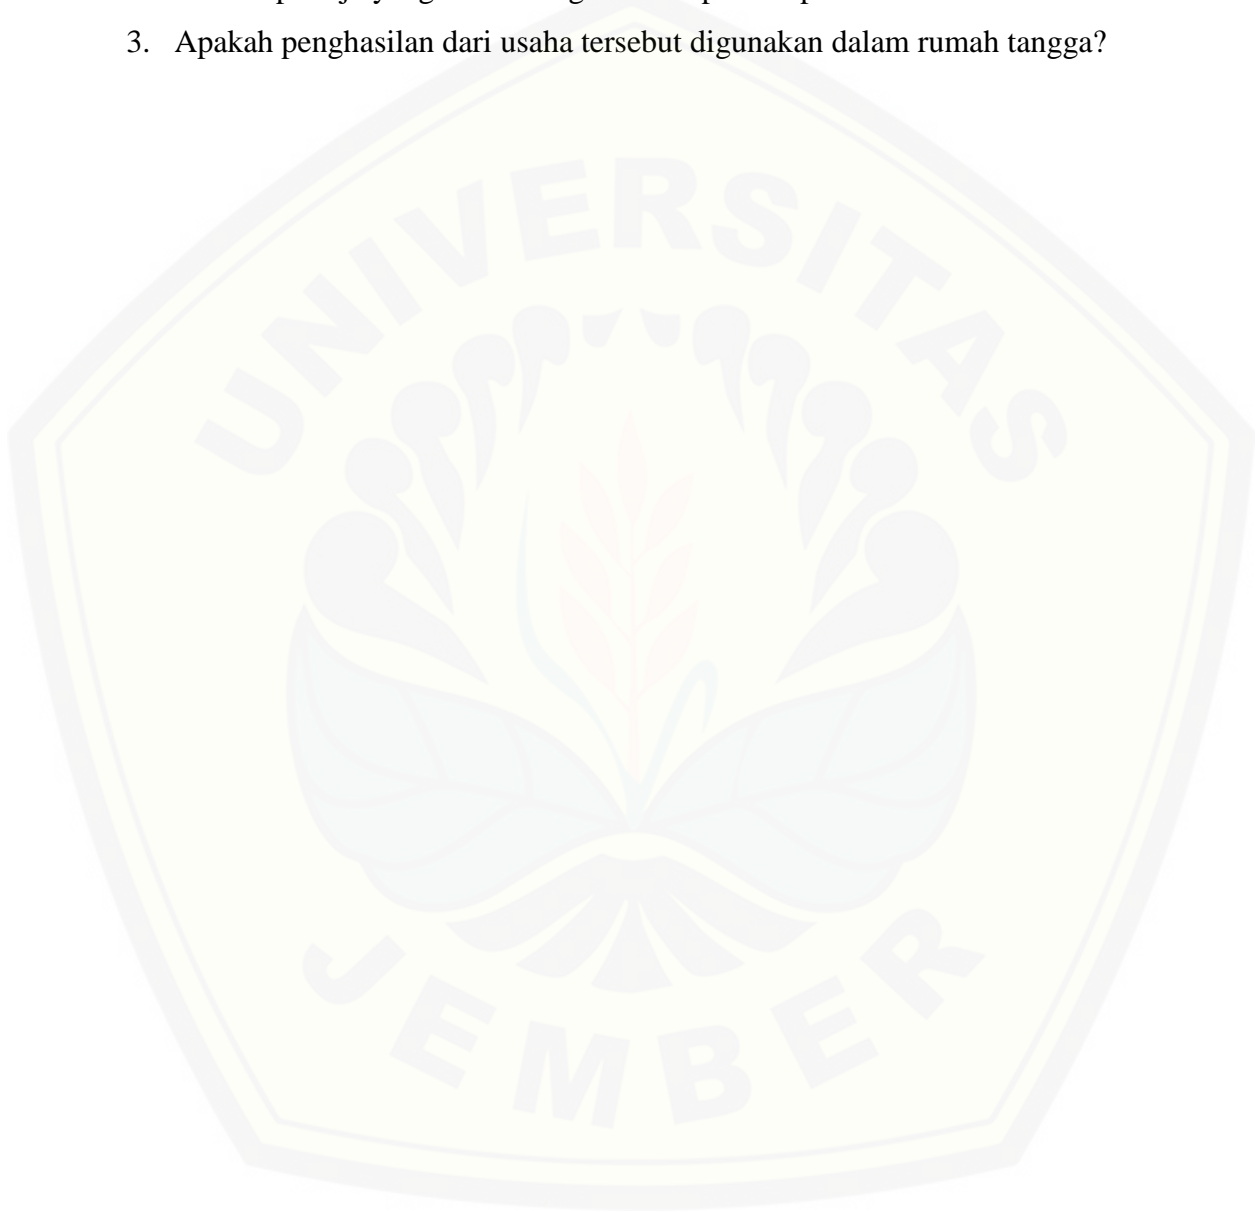 3. Apakah penghasilan dari usaha tersebut digunakan dalam rumah tangga?
UNIVERSITAS
JEMBER